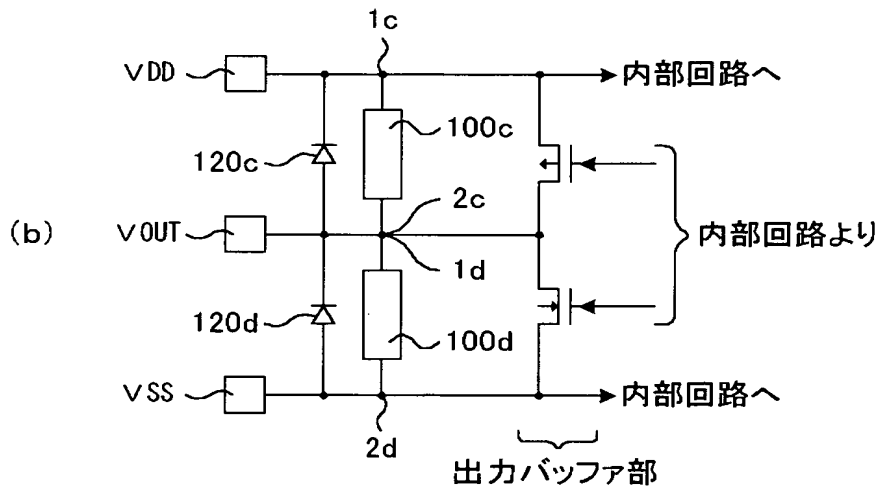 1c
VDD
内部回路へ
100c
120c
2c
(b)
VOUT
内部回路より
1d
120d
100d
VSS
内部回路へ
2d
出力バッファ部